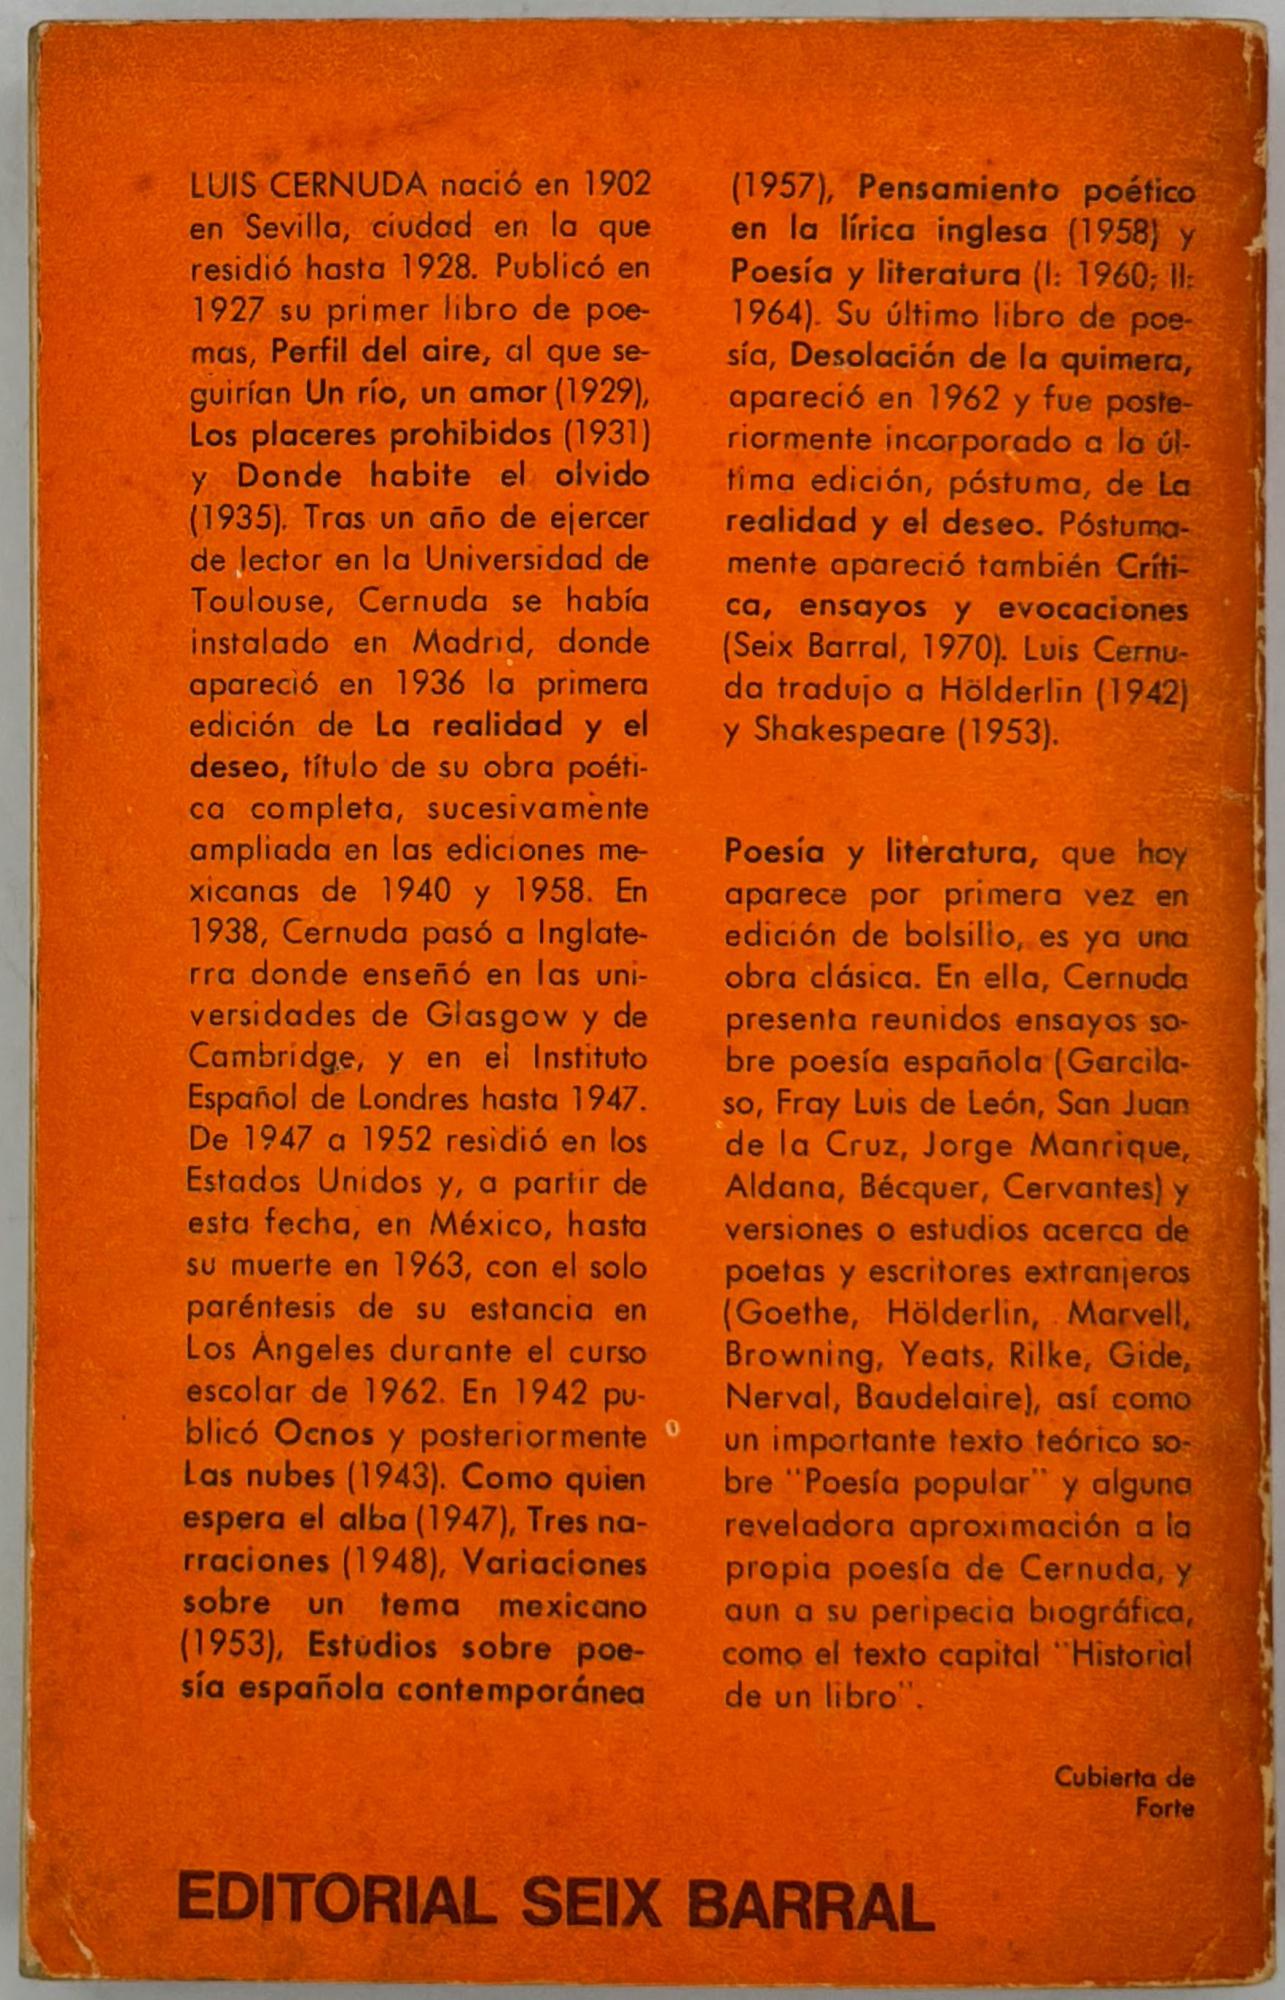 LUIS CERNUDA nació en 1902
en Sevilla, ciudad en la que
residió hasta 1928. Publicó en
1927 su primer libro de poe-
mas, Perfil del aire, al que se-
guirían Un río, un amor (1929),
Los placeres prohibidos (1931)
y Donde habite el olvido
(1935). Tras un año de ejercer
de lector en la Universidad de
Toulouse, Cernuda se había
instalado en Madrid, donde
apareció en 1936 la primera
edición de La realidad y el
deseo, título de su obra poéti-
ca completa, sucesivamente
ampliada en las ediciones me-
xicanas de 1940 y 1958. En
1938, Cernuda pasó a Inglate-
rra donde enseñó en las uni-
versidades de Glasgow y de
Cambridge, y en el Instituto
Español de Londres hasta 1947.
De 1947 a 1952 residió en los
Estados Unidos y, a partir de
esta fecha, en México, hasta
su muerte en 1963, con el solo
paréntesis de su estancia en
Los Ángeles durante el curso
escolar de 1962. En 1942 pu-
blicó Ocnos y posteriormente
Las nubes (1943). Como quien
espera el alba (1947), Tres na-
rraciones (1948), Variaciones
sobre un tema mexicano
(1953), Estudios sobre poe-
sía española contemporánea
(1957), Pensamiento poético
en la lírica inglesa (1958) y
Poesía y literatura (I: 1960; II:
1964). Su último libro de poe-
sía, Desolación de la quimera,
apareció en 1962 y fue poste-
riormente incorporado a la úl-
tima edición, póstuma, de La
realidad y el deseo. Póstuma-
mente apareció también Críti-
ca, ensayos y evocaciones
(Seix Barral, 1970). Luis Cernu-
da tradujo a Hölderlin (1942)
y Shakespeare (1953).
Poesía y literatura, que hoy
aparece por primera vez en
edición de bolsillo, es ya una
obra clásica. En ella, Cernuda
presenta reunidos ensayos so-
bre poesía española (Garcila-
so, Fray Luis de León, San Juan
de la Cruz, Jorge Manrique,
Aldana, Bécquer, Cervantes) y
versiones o estudios acerca de
poetas y escritores extranjeros
(Goethe, Hölderlin, Marvell,
Browning, Yeats, Rilke, Gide,
Nerval, Baudelaire), así como
un importante texto teórico so-
bre "Poesía popular" y alguna
reveladora aproximación a la
propia poesía de Cernuda, y
aun a su peripecia biográfica,
como el texto capital "Historial
de un libro".
Cubierta de
Forte
EDITORIAL SEIX BARRAL